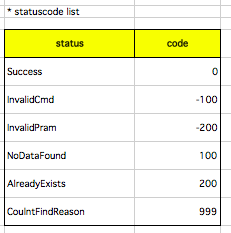 * statuscode list
status code
Success 0
InvalidCmd -100
InvalidPram -200
NoDataFound 100
AlreadyExists 200
CoulntFindReason 999